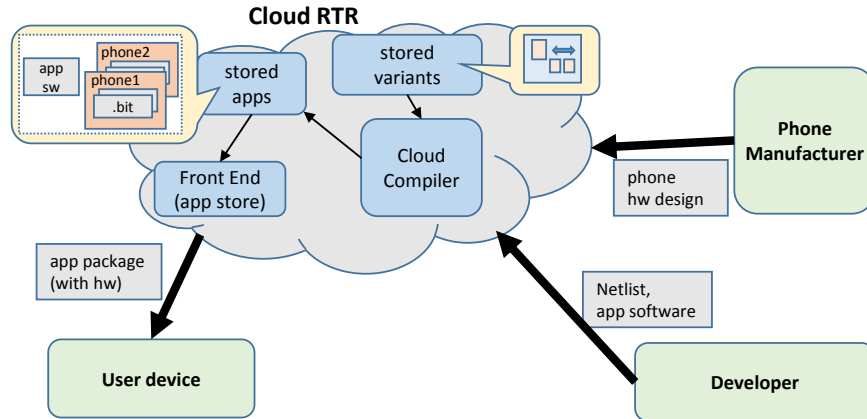 Cloud RTR
phone2
app
sw
phone1
.bit
stored
apps
stored
variants
Cloud
Compiler
Front End
(app store)
Phone
Manufacturer
phone
hw design
app package
(with hw)
Netlist,
app software
User device
Developer